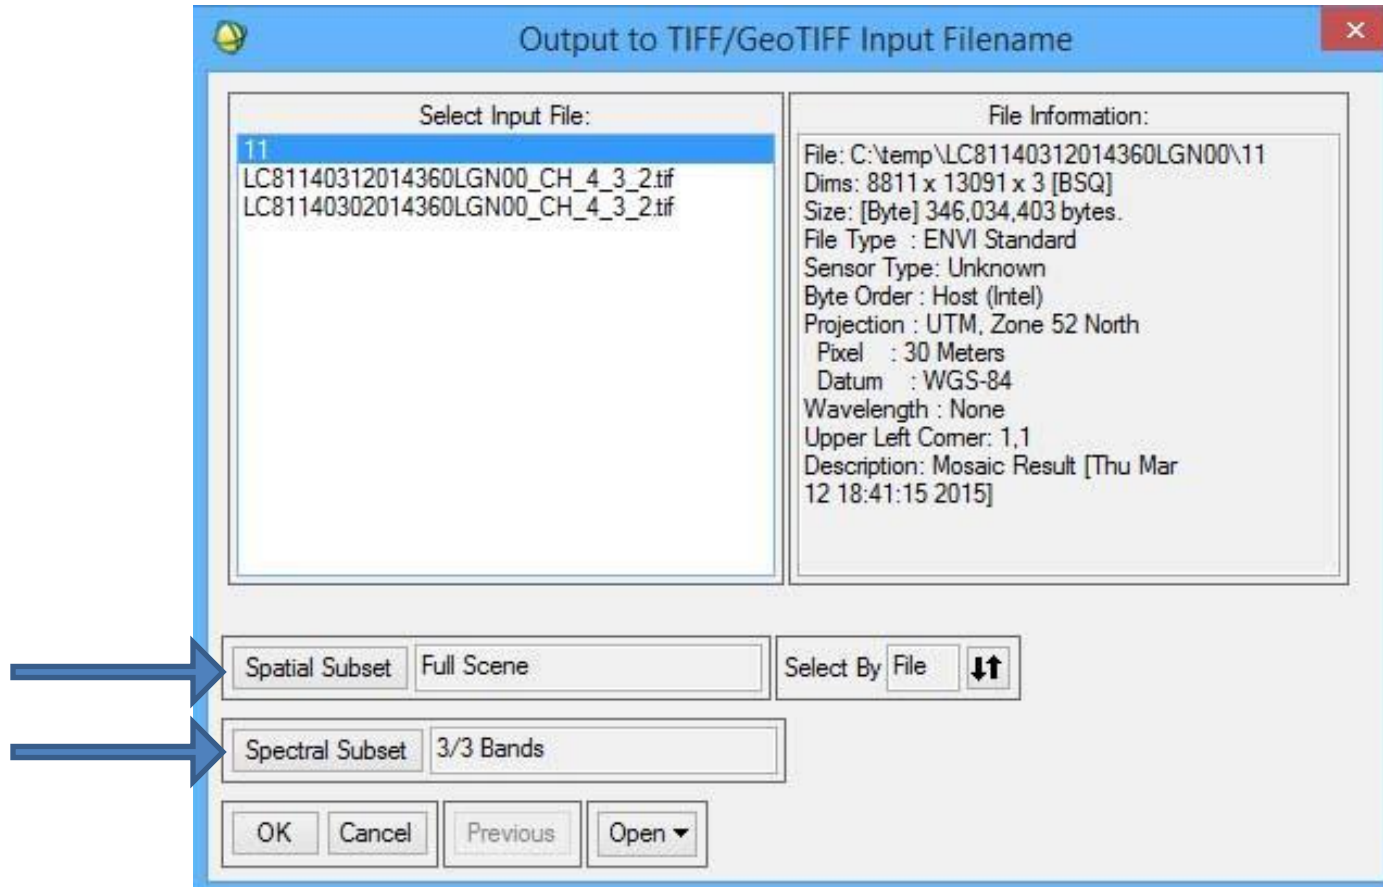 Output to TIFF/GeoTIFF Input Filename
Select Input File:
11
LC81140312014360LGN00_CH_4_3_2.tif
LC81140302014360LGN00_CH_4_3_2.tif
File Information:
File: C:\temp\LC81140312014360LGN00\11
Dims: 8811 x 13091 x 3 [BSQ]
Size: [Byte] 346,034,403 bytes.
File Type : ENVI Standard
Sensor Type: Unknown
Byte Order : Host (Intel)
Projection : UTM, Zone 52 North
Pixel : 30 Meters
Datum : WGS-84
Wavelength : None
Upper Left Corner: 1,1
Description: Mosaic Result [Thu Mar
12 18:41:15 2015]
Spatial Subset Full Scene
Select By File
Spectral Subset 3/3 Bands
OK Cancel Previous Open